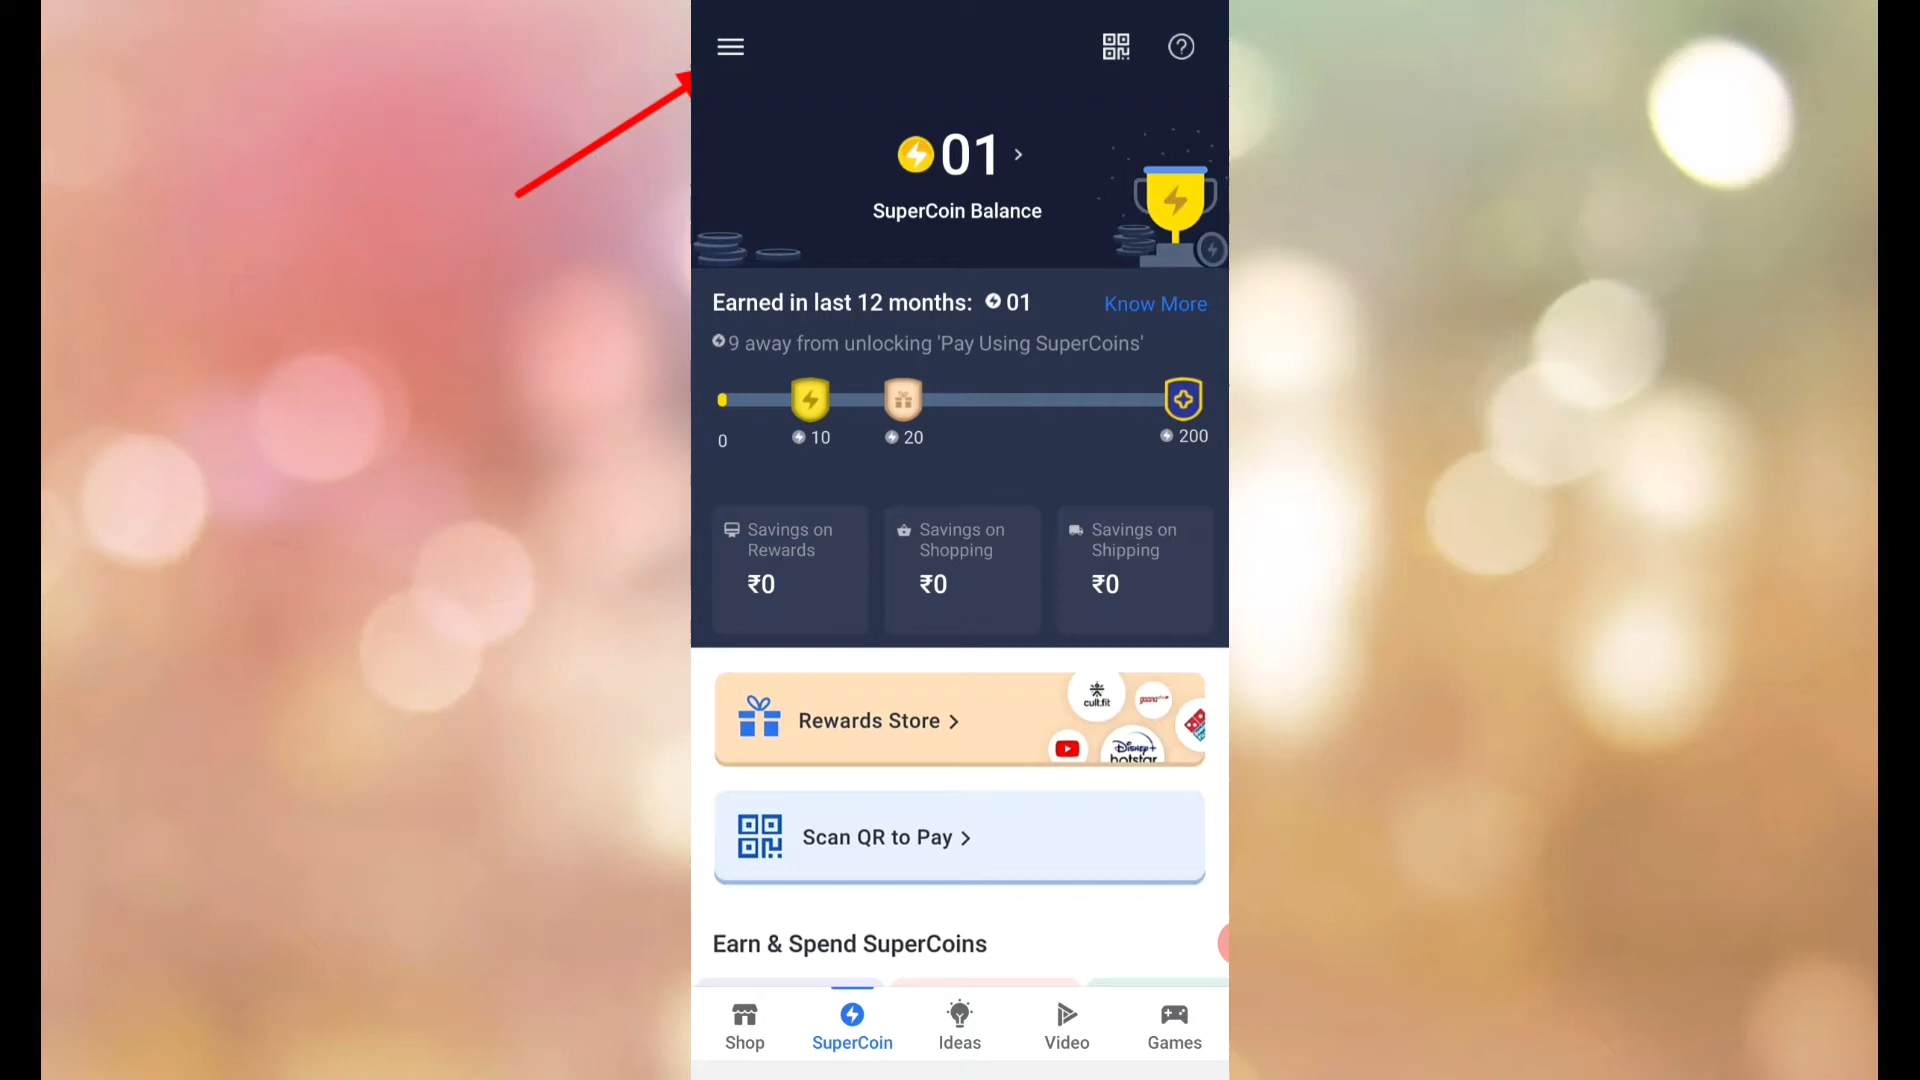 01
SuperCoin Balance
Earned in last 12 months: 01
Know More
9 away from unlocking 'Pay Using SuperCoins'
0
10
20
200
Savings on
Rewards
₹0
Savings on
Shopping
₹0
Savings on
Shipping
₹0
Rewards Store
cult.fit
Disney+
hotstar
Scan QR to Pay
Earn & Spend SuperCoins
Shop
SuperCoin
Ideas
Video
Games